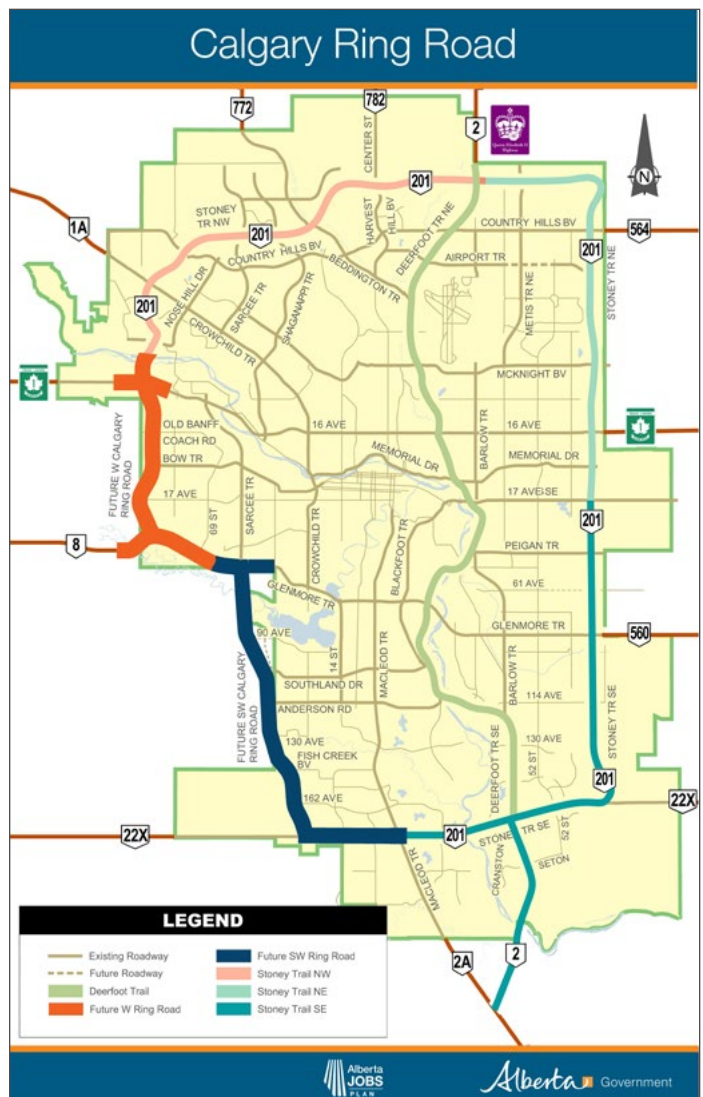 Calgary Ring Road
772
782
2
CENTER ST
Queen Elizabeth II
Highway
N
1A
STONEY
TR NW
201
201
HARVEST
HILL BV
DEERFOOT TR NE
COUNTRY HILLS BV
564
COUNTRY HILLS BV
BEDDINGTON TR
AIRPORT TR
201
STONEY TR NE
201
NOSE HILL DR
SARCEE TR
SHAGANAPPI TR
CROWCHILD TR
METIS TR NE
MCKNIGHT BV
1
FUTURE W CALGARY
RING ROAD
OLD BANFF
COACH RD
BOW TR
17 AVE
16 AVE
MEMORIAL DR
BARLOW TR
16 AVE
1
MEMORIAL DR
17 AVE SE
201
8
69 ST
SARCEE TR
CROWCHILD TR
BLACKFOOT TR
PEIGAN TR
61 AVE
GLENMORE TR
GLENMORE TR
560
90 AVE
14 ST
MACLEOD TR
BARLOW TR
SOUTHLAND DR
114 AVE
ANDERSON RD
FUTURE SW CALGARY
RING ROAD
130 AVE
FISH CREEK
BV
162 AVE
DEERFOOT TR SE
130 AVE
52 ST
STONEY TR SE
201
22X
22X
201
STONEY TR SE
52 ST
SETON
CRANSTON
MACLEOD TR
2A
2
LEGEND
Existing Roadway
Future Roadway
Deerfoot Trail
Future W Ring Road
Future SW Ring Road
Stoney Trail NW
Stoney Trail NE
Stoney Trail SE
Alberta
JOBS
PLAN
Alberta Government